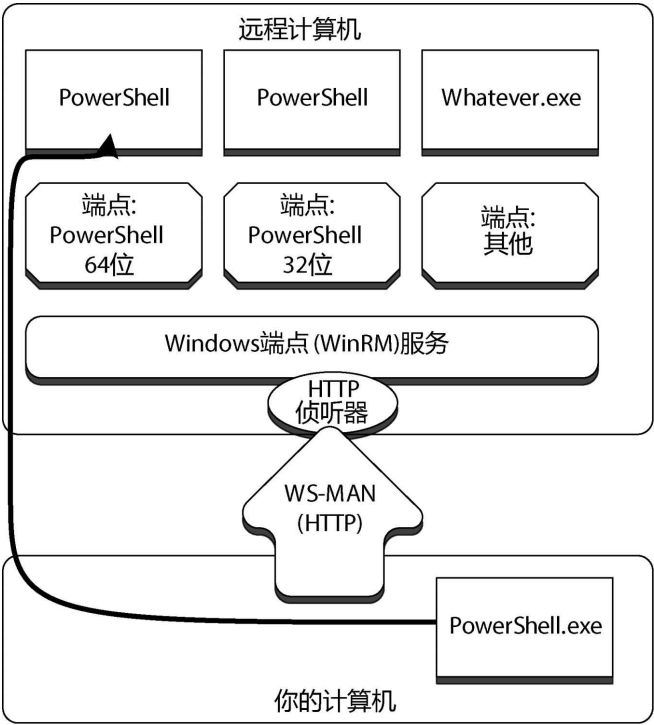 远程计算机
PowerShell
PowerShell
Whatever.exe
端点:
PowerShell
64位
端点:
PowerShell
32位
端点:
其他
Windows端点(WinRM)服务
HTTP
侦听器
WS-MAN
(HTTP)
PowerShell.exe
你的计算机